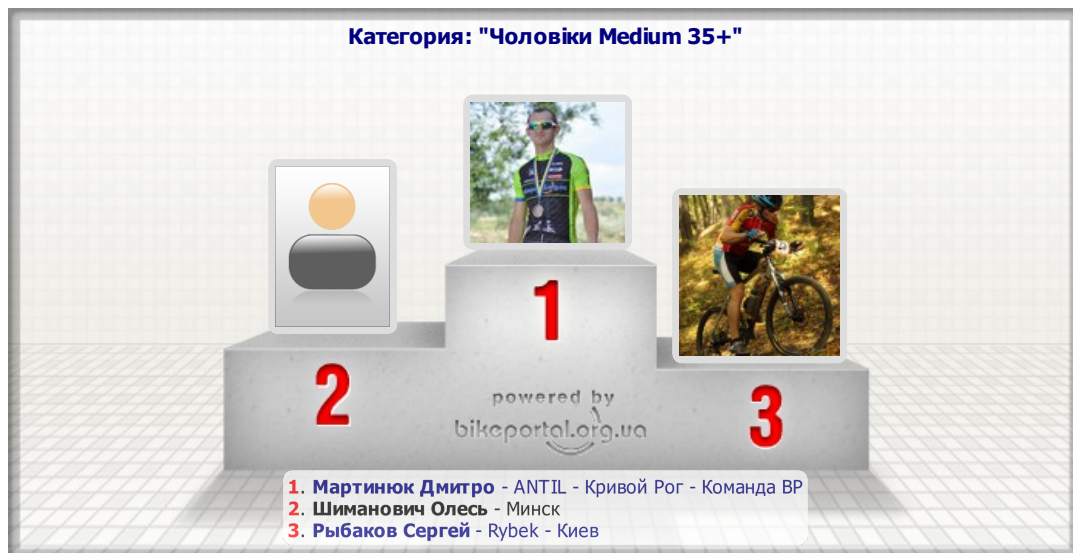 Категория: "Чоловіки Medium 35+"
1
2
3
powered by
bikeportal.org.ua
1. Мартинюк Дмитро - ANTIL - Кривой Рог - Команда ВР
2. Шиманович Олесь - Минск
3. Рыбаков Сергей - Rybek - Киев